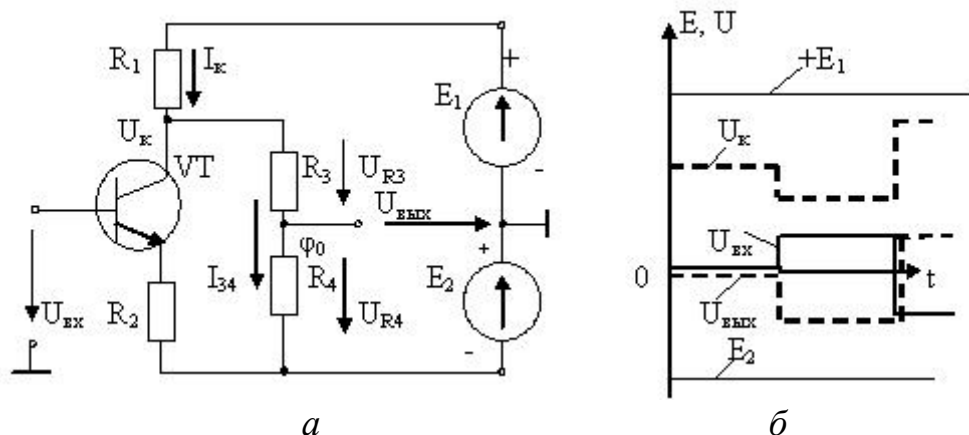 R₁
Iк
+
E₁
-
Uк
VT
R₃
UR3
Uвых
φ₀
I₃₄
R₄
UR4
+
E₂
-
Uвх
R₂
а
E, U
+E₁
Uк
Uвх
0
t
Uвых
E₂
б